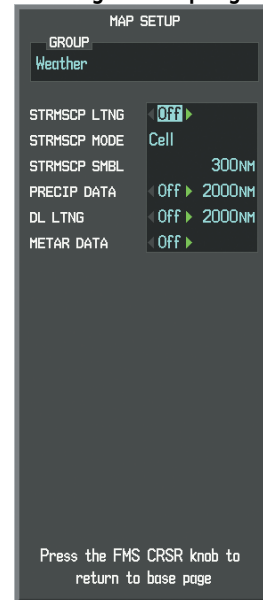 MAP SETUP
GROUP
Weather
STRMSCP LTNG Off
STRMSCP MODE Cell
STRMSCP SMBL 300NM
PRECIP DATA Off 2000NM
DL LTNG Off 2000NM
METAR DATA Off
Press the FMS CRSR knob to
return to base page